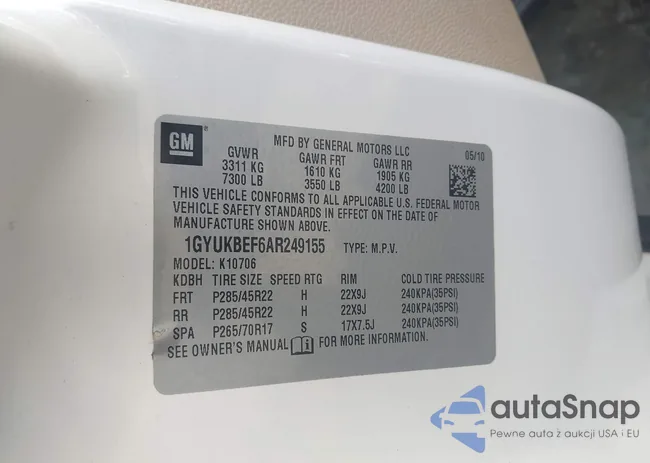 GM
MFD BY GENERAL MOTORS LLC
05/10
GVWR GAWR FRT GAWR RR
3311 KG 1610 KG 1905 KG
7300 LB 3550 LB 4200 LB
THIS VEHICLE CONFORMS TO ALL APPLICABLE U.S. FEDERAL MOTOR
VEHICLE SAFETY STANDARDS IN EFFECT ON THE DATE OF
MANUFACTURE SHOWN ABOVE.
1GYUKBEF6AR249155 TYPE: M.P.V.
MODEL: K10706
KDBH TIRE SIZE SPEED RTG RIM COLD TIRE PRESSURE
FRT P285/45R22 H 22X9J 240KPA(35PSI)
RR P285/45R22 H 22X9J 240KPA(35PSI)
SPA P265/70R17 S 17X7.5J 240KPA(35PSI)
SEE OWNER'S MANUAL FOR MORE INFORMATION.
autaSnap
Pewne auta z aukcji USA i EU